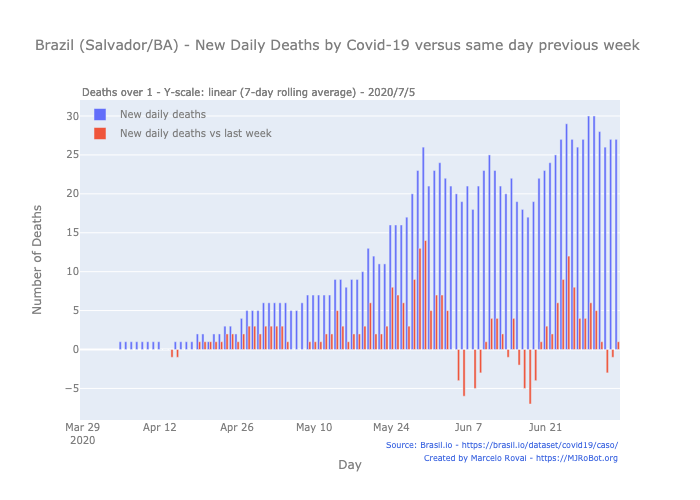 Brazil (Salvador/BA) - New Daily Deaths by Covid-19 versus same day previous week
Deaths over 1 - Y-scale: linear (7-day rolling average) - 2020/7/5
New daily deaths
New daily deaths vs last week
30
25
20
15
10
5
0
−5
Number of Deaths
Mar 29 Apr 12 Apr 26 May 10 May 24 Jun 7 Jun 21
2020
Source: Brasil.io - https://brasil.io/dataset/covid19/caso/
Created by Marcelo Rovai - https://MJRoBot.org
Day